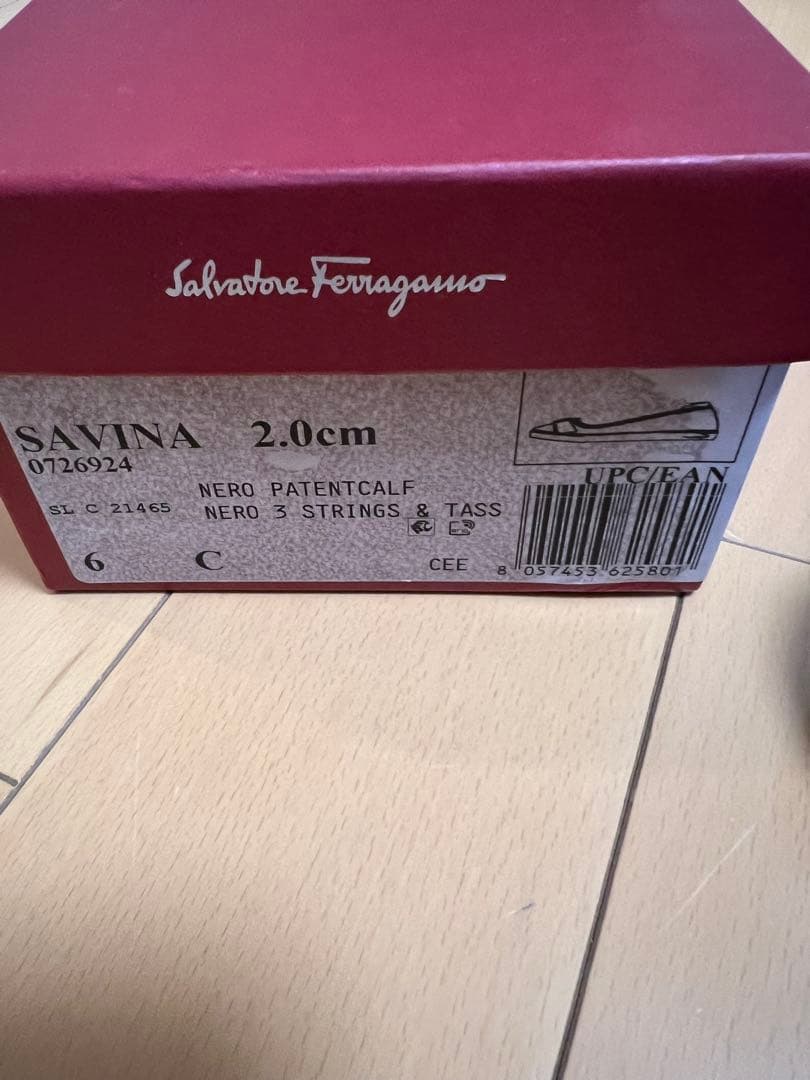 Salvatore Ferragamo
SAVINA 2.0cm
0726924
UPC/EAN
NERO PATENTCALF
SL C 21465 NERO 3 STRINGS & TASS
6 C CEE
8 057453 625807